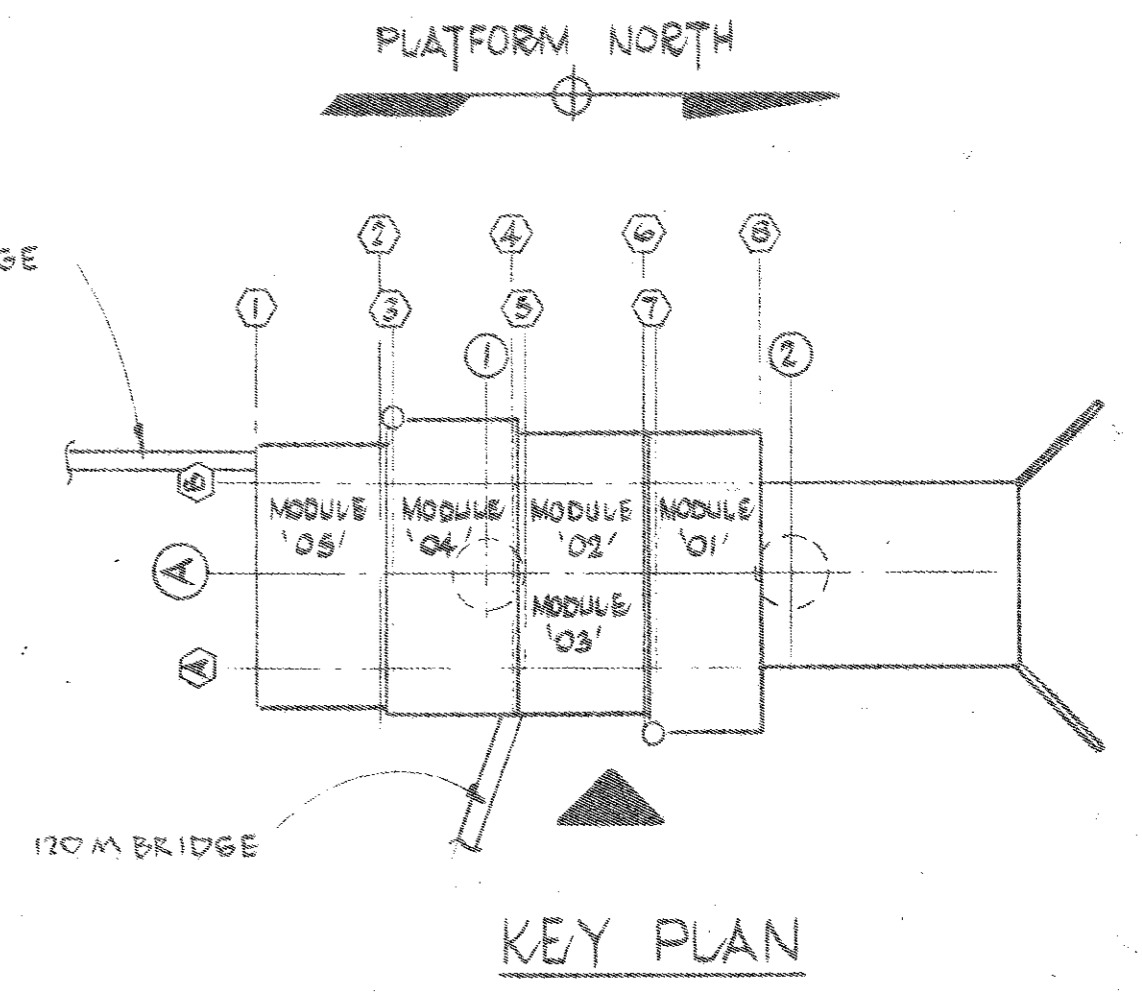 PLATFORM NORTH
2 4 6 8
GE
1 3 5 7
1 2
B
MODULE MODULE MODULE MODULE
'05' '04' '02' '01'
A
MODULE
'03'
A
120 M BRIDGE
KEY PLAN